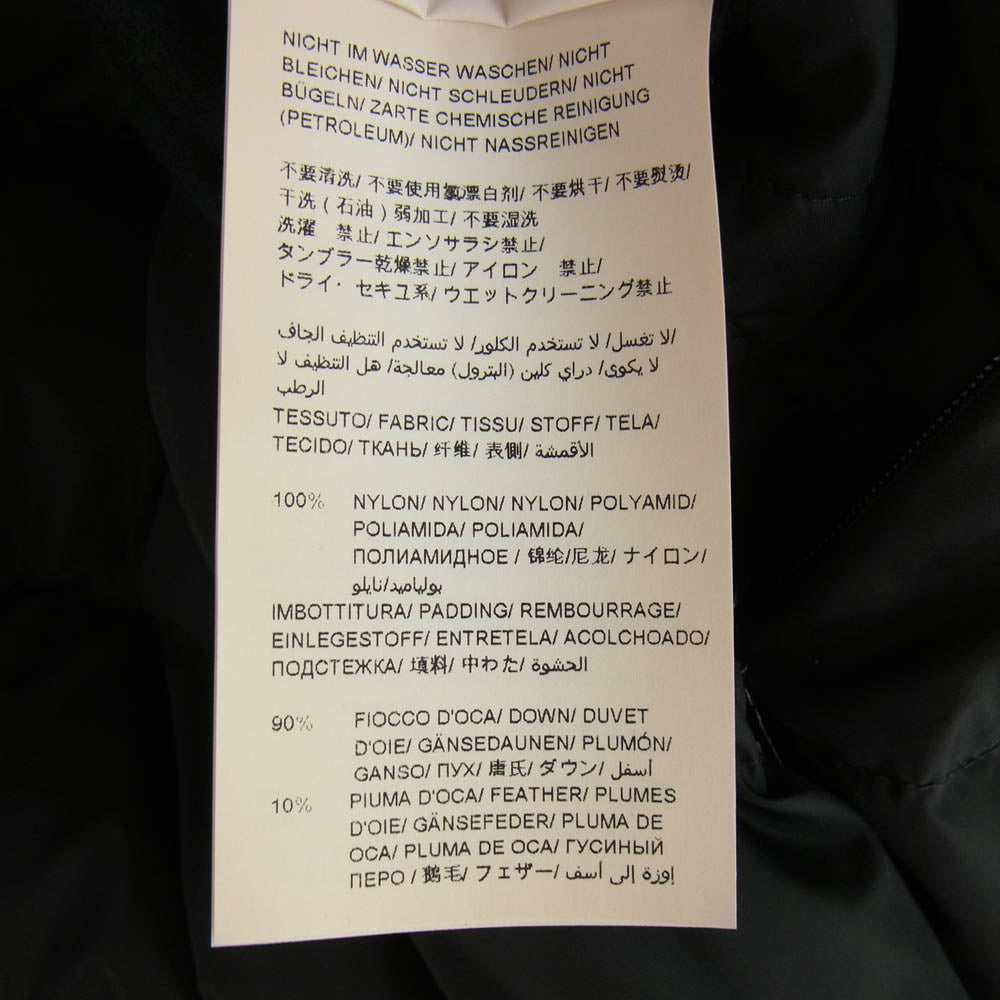 NICHT IM WASSER WASCHEN/ NICHT
BLEICHEN/ NICHT SCHLEUDERN/ NICHT
BÜGELN/ ZARTE CHEMISCHE REINIGUNG
(PETROLEUM)/ NICHT NASSREINIGEN
不要清洗/ 不要使用氯漂白剂/ 不要烘干/ 不要熨烫/
干洗 ( 石油 ) 弱加工/ 不要湿洗
洗濯 禁止/ エンソサラシ禁止/
タンブラー乾燥禁止/ アイロン 禁止/
ドライ・ セキユ系/ ウエットクリーニング禁止
لا تغسل/ لا تستخدم الكلور/ لا تستخدم التنظيف الجاف/
لا يكوى/ دراي كلين (البترول) معالجة/ هل التنظيف لا
الرطب
TESSUTO/ FABRIC/ TISSU/ STOFF/ TELA/
TECIDO/ ТКАНЬ/ 纤维/ 表側/ الأقمشة
100% NYLON/ NYLON/ NYLON/ POLYAMID/
POLIAMIDA/ POLIAMIDA/
ПОЛИАМИДНОЕ / 锦纶/尼龙/ ナイロン/
بولياميد/نايلو
IMBOTTITURA/ PADDING/ REMBOURRAGE/
EINLEGESTOFF/ ENTRETELA/ ACOLCHOADO/
ПОДСТЕЖКА/ 填料/ 中わた/ الحشوة
90% FIOCCO D'OCA/ DOWN/ DUVET
D'OIE/ GÄNSEDAUNEN/ PLUMÓN/
GANSO/ ПУХ/ 唐氏/ ダウン/ أسفل
10% PIUMA D'OCA/ FEATHER/ PLUMES
D'OIE/ GÄNSEFEDER/ PLUMA DE
OCA/ PLUMA DE OCA/ ГУСИНЫЙ
ПЕРО / 鹅毛/ フェザー/ إوزة إلى أسف